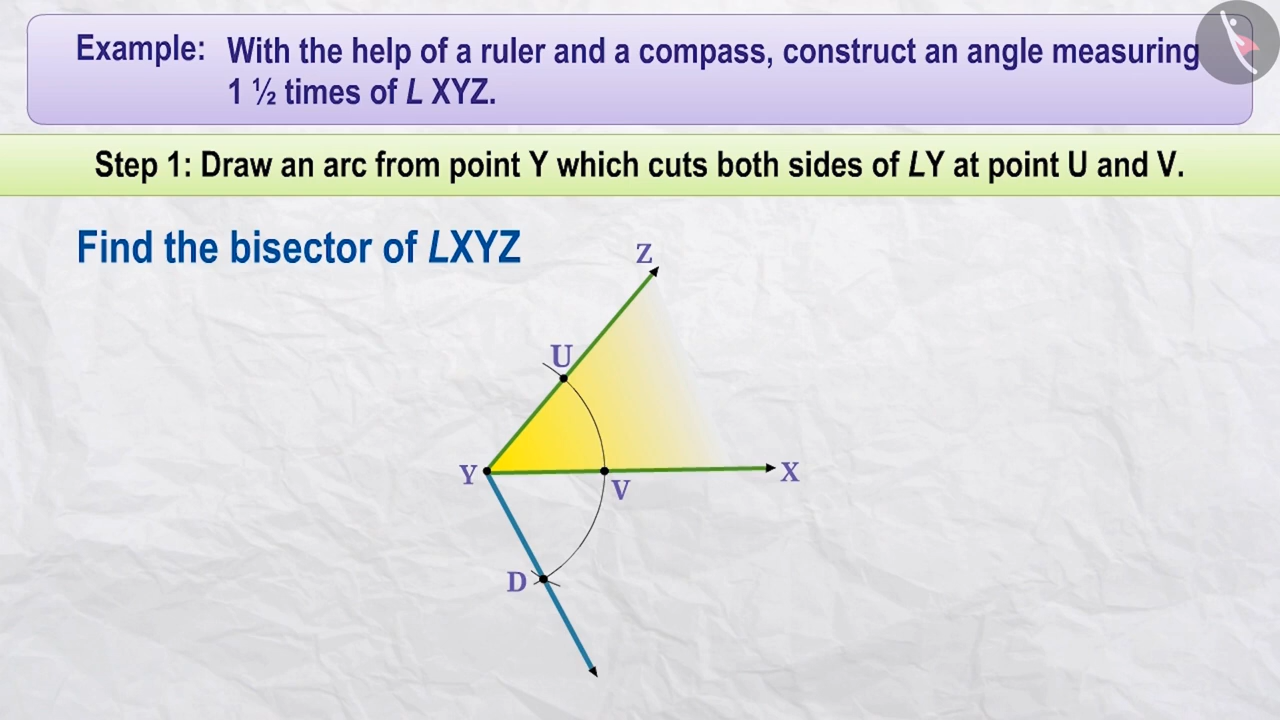 Example: With the help of a ruler and a compass, construct an angle measuring
1 ½ times of L XYZ.
Step 1: Draw an arc from point Y which cuts both sides of LY at point U and V.
Find the bisector of LXYZ
Z
U
Y
X
V
D